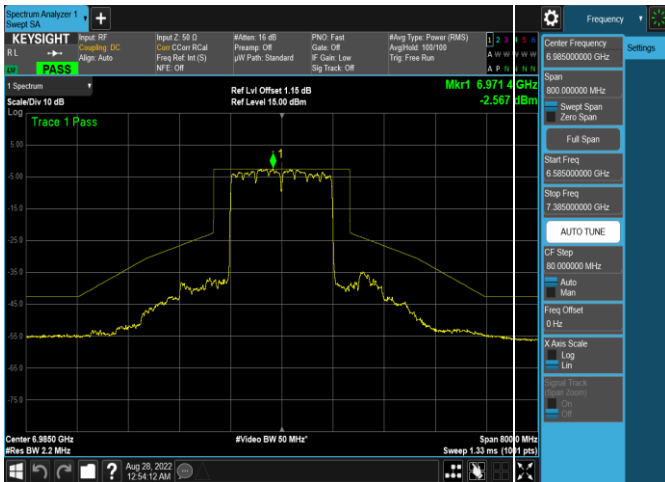 Spectrum Analyzer 1
Swept SA
+
Frequency
KEYSIGHT
R L
LV
PASS
Input: RF
Coupling: DC
Align: Auto
Input Z: 50 Ω
Corr CCorr RCal
Freq Ref: Int (S)
NFE: Off
#Atten: 16 dB
Preamp: Off
µW Path: Standard
PNO: Fast
Gate: Off
IF Gain: Low
Sig Track: Off
#Avg Type: Power (RMS)
Avg|Hold: 100/100
Trig: Free Run
1 2 3 4 5 6
A W W W W W
A P N N N N
1 Spectrum
Scale/Div 10 dB
Log
Ref Lvl Offset 1.15 dB
Ref Level 15.00 dBm
Mkr1 6.971 4 GHz
-2.567 dBm
Trace 1 Pass
1
5.00
-5.00
-15.0
-25.0
-35.0
-45.0
-55.0
-65.0
-75.0
Center 6.9850 GHz
#Res BW 2.2 MHz
#Video BW 50 MHz*
Span 800.0 MHz
Sweep 1.33 ms (1001 pts)
Aug 28, 2022
12:54:12 AM
?
Center Frequency
6.985000000 GHz
Span
800.000000 MHz
Swept Span
Zero Span
Full Span
Start Freq
6.585000000 GHz
Stop Freq
7.385000000 GHz
AUTO TUNE
CF Step
80.000000 MHz
Auto
Man
Freq Offset
0 Hz
X Axis Scale
Log
Lin
Signal Track
(Span Zoom)
On
Off
Settings